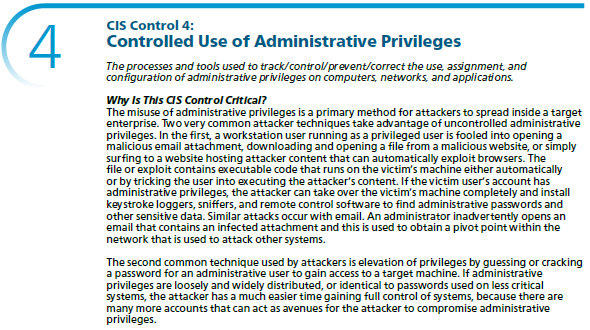 4
CIS Control 4:
Controlled Use of Administrative Privileges
The processes and tools used to track/control/prevent/correct the use, assignment, and
configuration of administrative privileges on computers, networks, and applications.
Why Is This CIS Control Critical?
The misuse of administrative privileges is a primary method for attackers to spread inside a target
enterprise. Two very common attacker techniques take advantage of uncontrolled administrative
privileges. In the first, a workstation user running as a privileged user is fooled into opening a
malicious email attachment, downloading and opening a file from a malicious website, or simply
surfing to a website hosting attacker content that can automatically exploit browsers. The
file or exploit contains executable code that runs on the victim's machine either automatically
or by tricking the user into executing the attacker's content. If the victim user's account has
administrative privileges, the attacker can take over the victim's machine completely and install
keystroke loggers, sniffers, and remote control software to find administrative passwords and
other sensitive data. Similar attacks occur with email. An administrator inadvertently opens an
email that contains an infected attachment and this is used to obtain a pivot point within the
network that is used to attack other systems.
The second common technique used by attackers is elevation of privileges by guessing or cracking
a password for an administrative user to gain access to a target machine. If administrative
privileges are loosely and widely distributed, or identical to passwords used on less critical
systems, the attacker has a much easier time gaining full control of systems, because there are
many more accounts that can act as avenues for the attacker to compromise administrative
privileges.